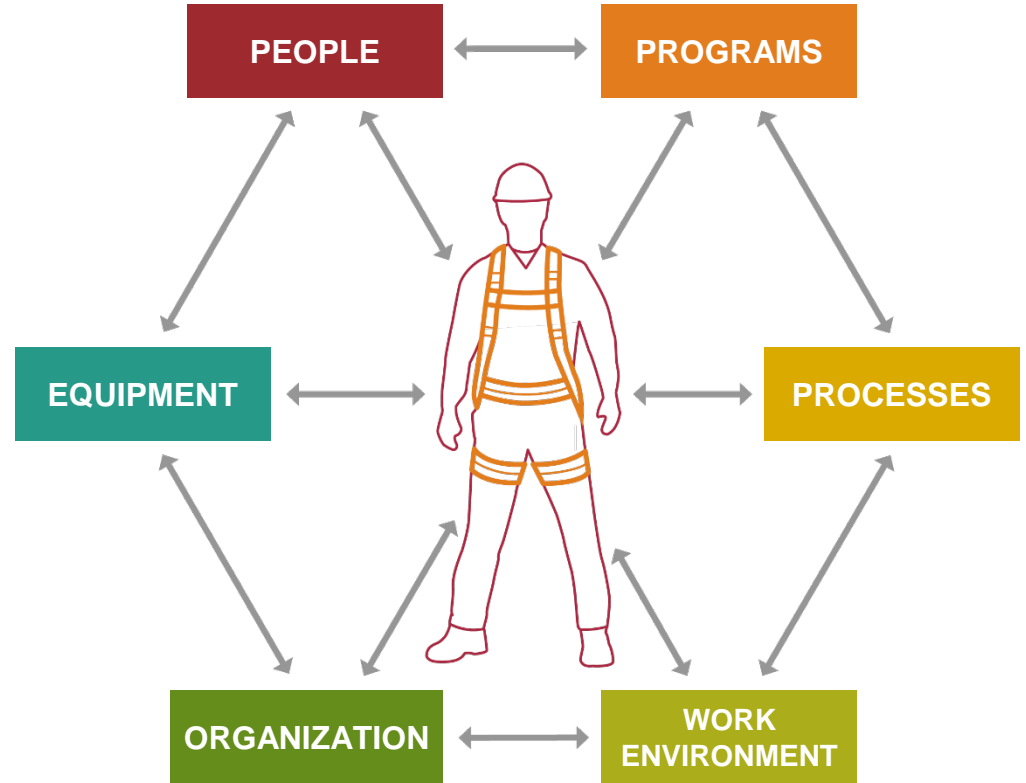 PEOPLE
PROGRAMS
EQUIPMENT
PROCESSES
ORGANIZATION
WORK
ENVIRONMENT